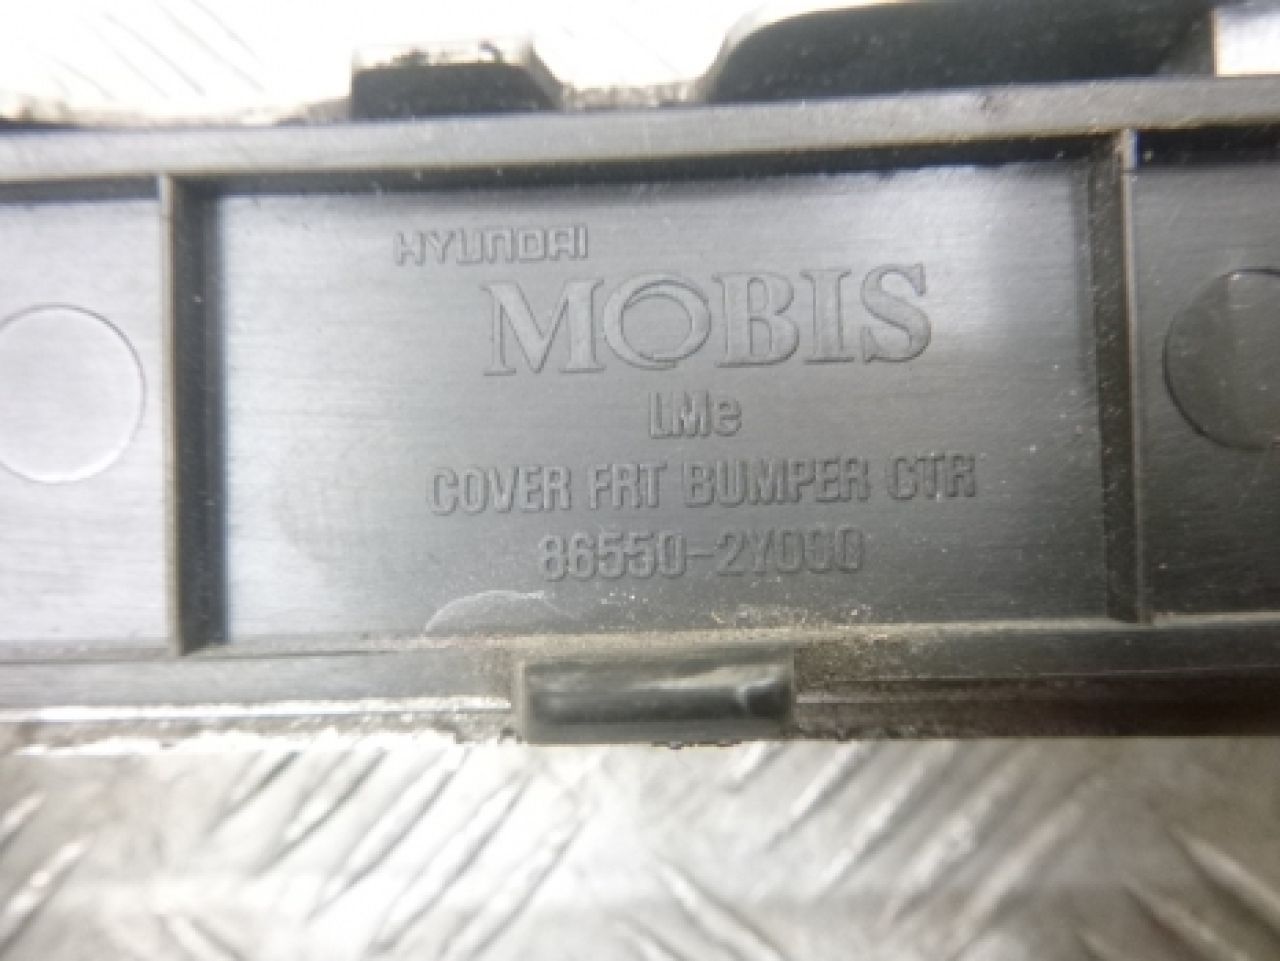 HYUNDAI
MOBIS
LMe
COVER FRT BUMPER CTR
86550-2Y000